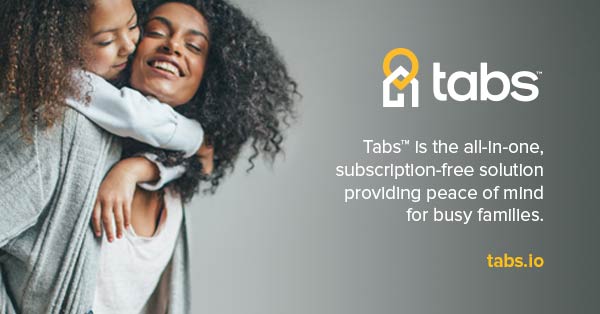 tabs™
Tabs™ is the all-in-one,
subscription-free solution
providing peace of mind
for busy families.
tabs.io